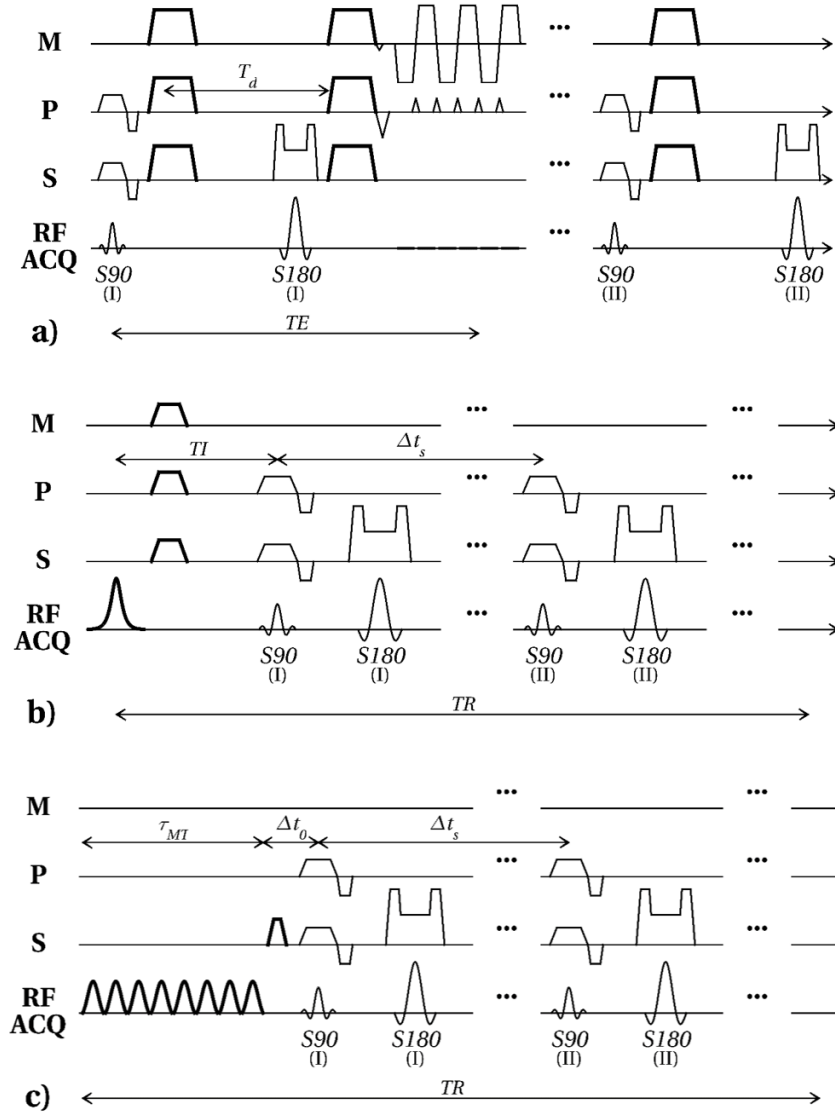 M
T_d
P
S
RF
ACQ
S90 S180 S90 S180
(I) (I) (II) (II)
TE
a)
M
TI Δt_s
P
S
RF
ACQ
S90 S180 S90 S180
(I) (I) (II) (II)
TR
b)
M
τ_MT Δt_0 Δt_s
P
S
RF
ACQ
S90 S180 S90 S180
(I) (I) (II) (II)
TR
c)